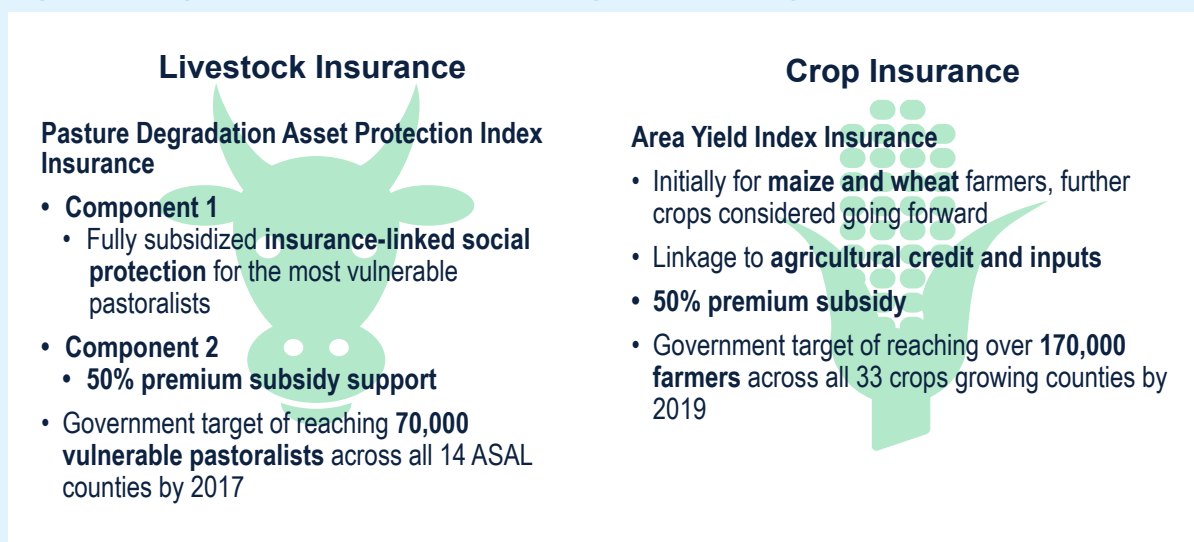 Livestock Insurance
Pasture Degradation Asset Protection Index
Insurance
• Component 1
• Fully subsidized insurance-linked social
protection for the most vulnerable
pastoralists
• Component 2
• 50% premium subsidy support
• Government target of reaching 70,000
vulnerable pastoralists across all 14 ASAL
counties by 2017
Crop Insurance
Area Yield Index Insurance
• Initially for maize and wheat farmers, further
crops considered going forward
• Linkage to agricultural credit and inputs
• 50% premium subsidy
• Government target of reaching over 170,000
farmers across all 33 crops growing counties by
2019